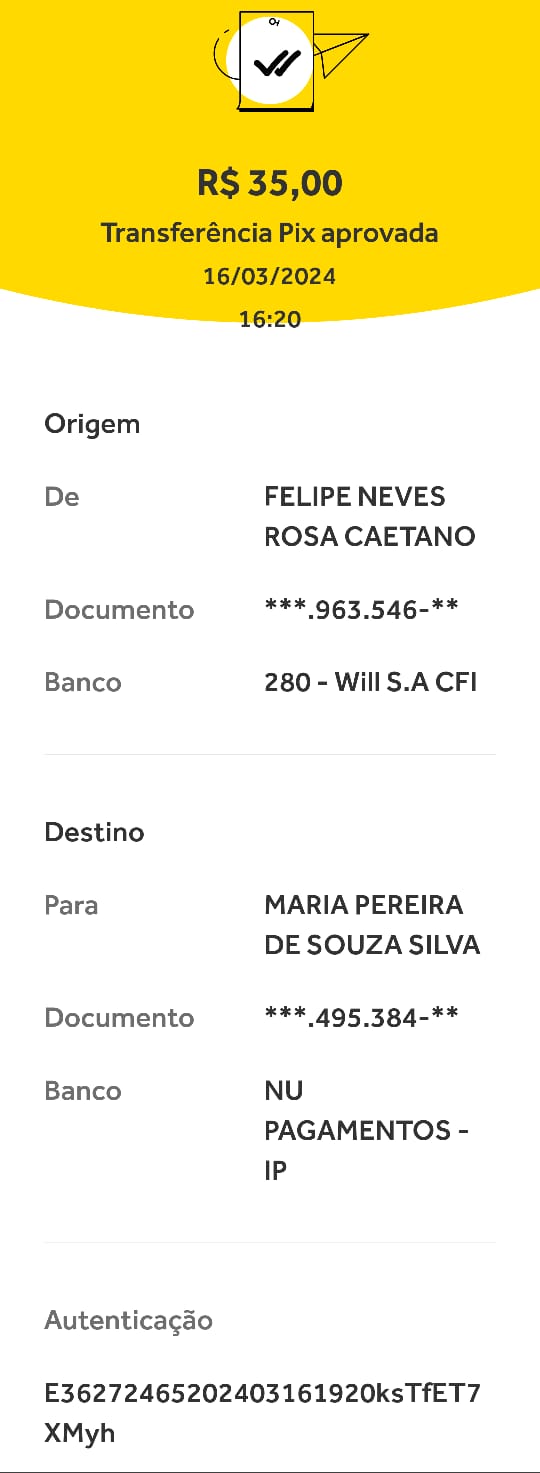 R$ 35,00
Transferência Pix aprovada
16/03/2024
16:20
Origem
De
FELIPE NEVES
ROSA CAETANO
Documento
***.963.546-**
Banco
280 - Will S.A CFI
Destino
Para
MARIA PEREIRA
DE SOUZA SILVA
Documento
***.495.384-**
Banco
NU
PAGAMENTOS -
IP
Autenticação
E36272465202403161920ksTfET7
XMyh